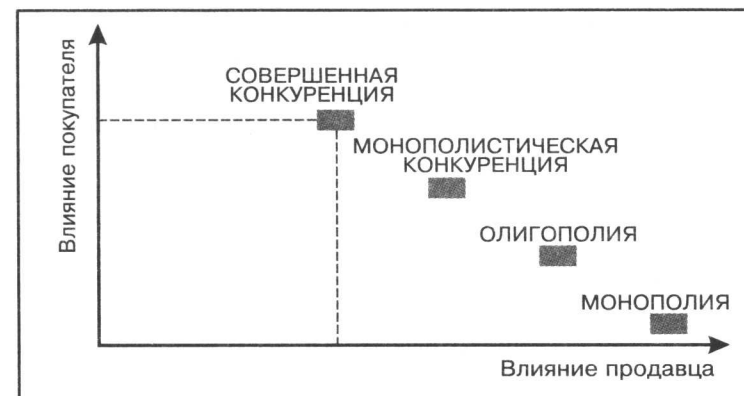 Влияние покупателя
СОВЕРШЕННАЯ
КОНКУРЕНЦИЯ
МОНОПОЛИСТИЧЕСКАЯ
КОНКУРЕНЦИЯ
ОЛИГОПОЛИЯ
МОНОПОЛИЯ
Влияние продавца